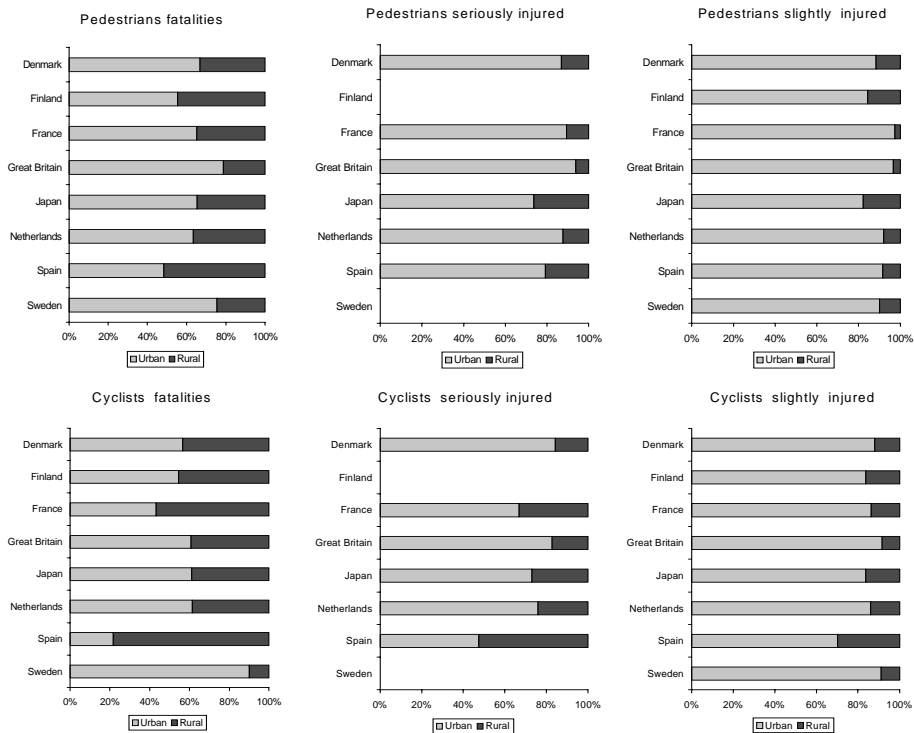 Pedestrians fatalities
Denmark
Finland
France
Great Britain
Japan
Netherlands
Spain
Sweden
0% 20% 40% 60% 80% 100%
Urban Rural
Pedestrians seriously injured
Denmark
Finland
France
Great Britain
Japan
Netherlands
Spain
Sweden
0% 20% 40% 60% 80% 100%
Urban Rural
Pedestrians slightly injured
Denmark
Finland
France
Great Britain
Japan
Netherlands
Spain
Sweden
0% 20% 40% 60% 80% 100%
Urban Rural
Cyclists fatalities
Denmark
Finland
France
Great Britain
Japan
Netherlands
Spain
Sweden
0% 20% 40% 60% 80% 100%
Urban Rural
Cyclists seriously injured
Denmark
Finland
France
Great Britain
Japan
Netherlands
Spain
Sweden
0% 20% 40% 60% 80% 100%
Urban Rural
Cyclists slightly injured
Denmark
Finland
France
Great Britain
Japan
Netherlands
Spain
Sweden
0% 20% 40% 60% 80% 100%
Urban Rural